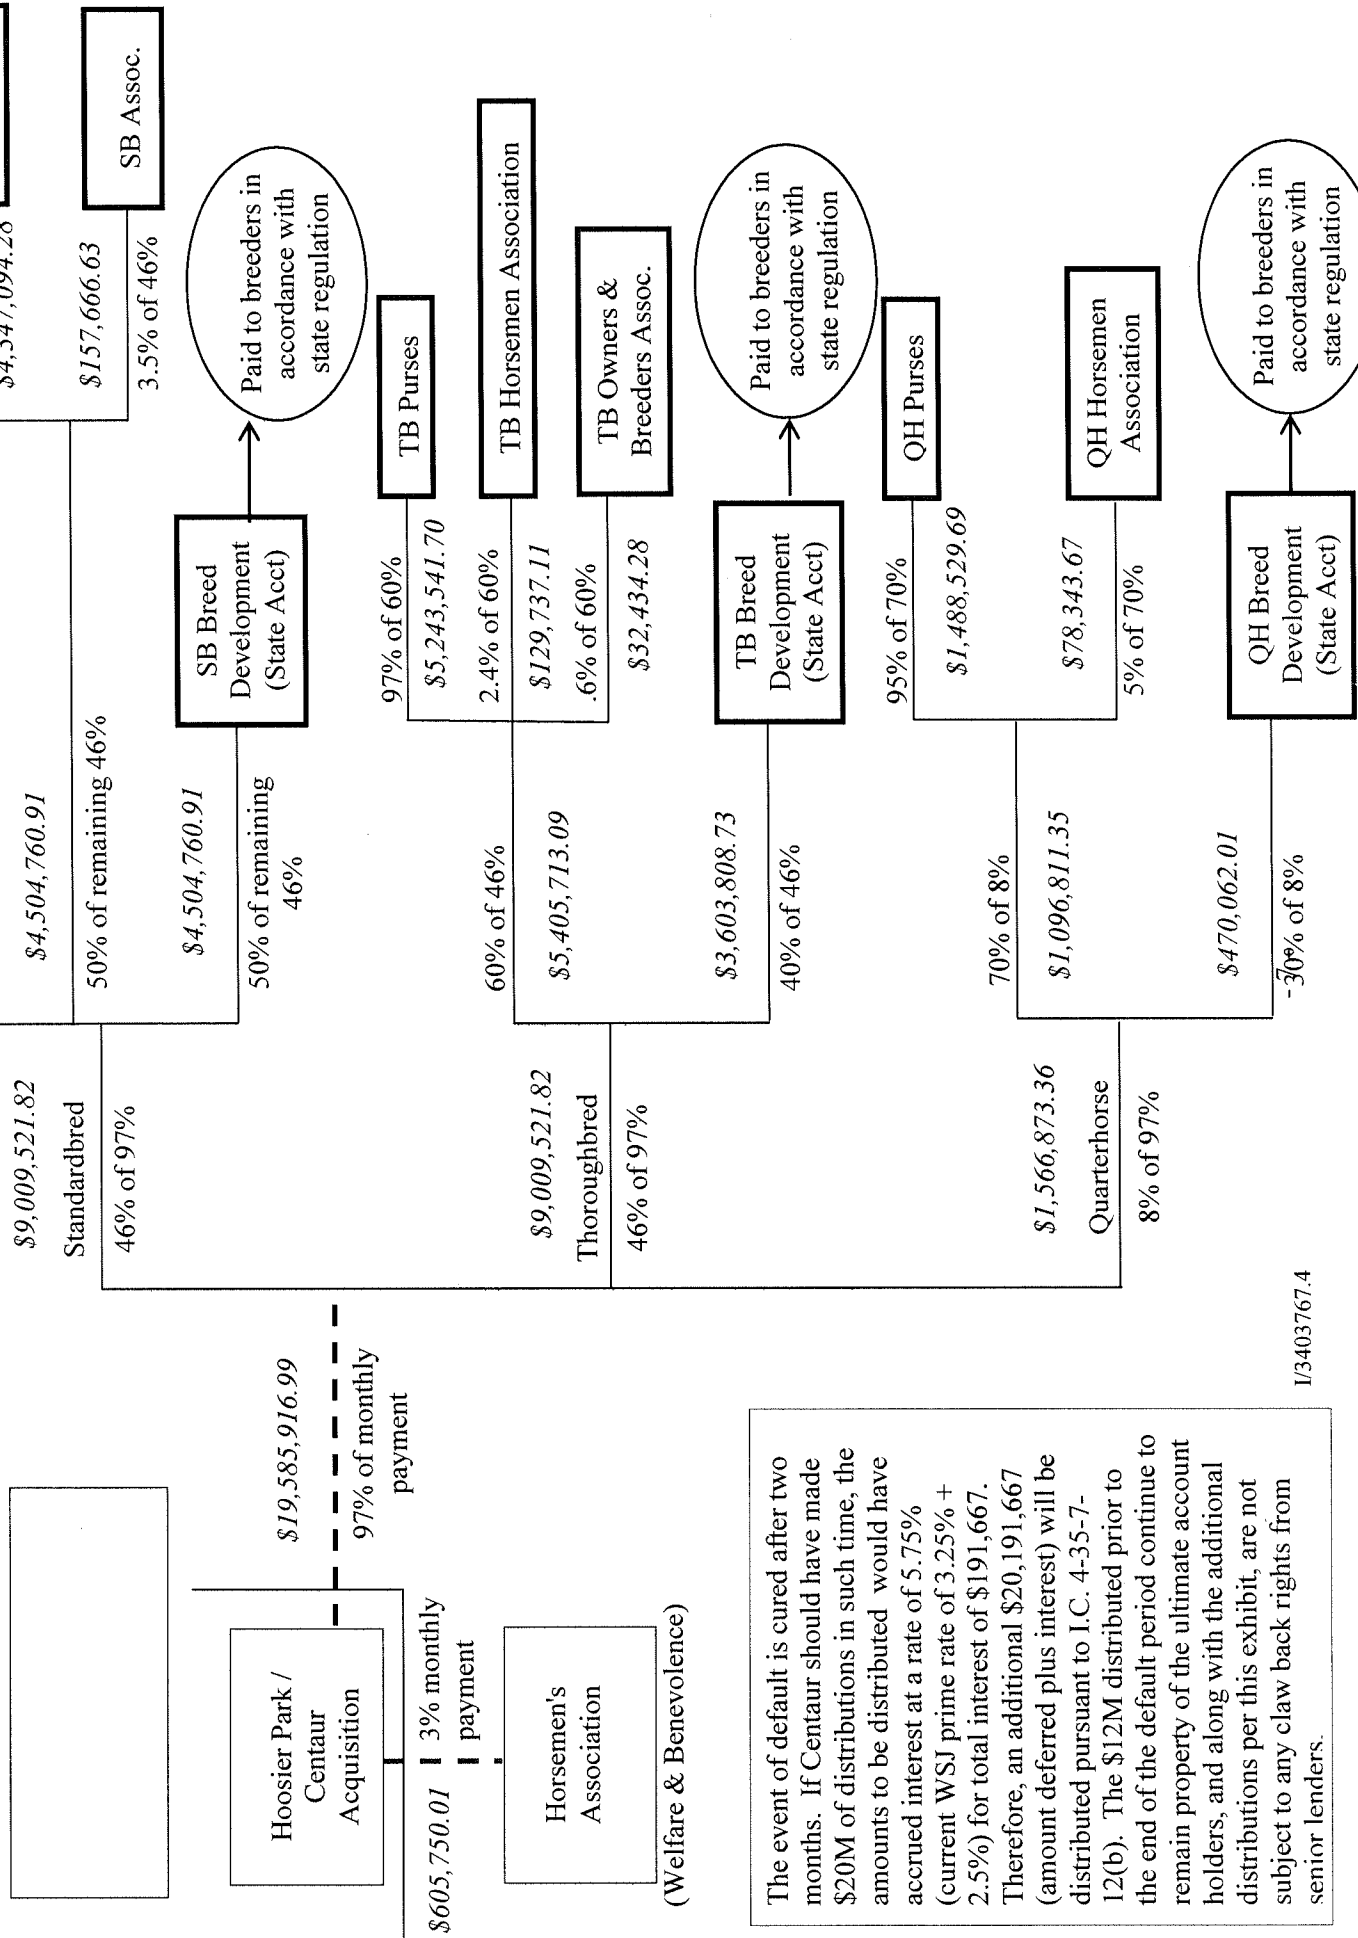 $4,347,094.28
SB Assoc.
$157,666.63
3.5% of 46%
$4,504,760.91
50% of remaining 46%
$9,009,521.82
Standardbred
46% of 97%
$4,504,760.91
50% of remaining
46%
SB Breed
Development
(State Acct)
Paid to breeders in
accordance with
state regulation
TB Purses
97% of 60%
$5,243,541.70
TB Horsemen Association
2.4% of 60%
$129,737.11
TB Owners &
Breeders Assoc.
.6% of 60%
$32,434.28
60% of 46%
$5,405,713.09
$9,009,521.82
Thoroughbred
46% of 97%
$3,603,808.73
40% of 46%
TB Breed
Development
(State Acct)
Paid to breeders in
accordance with
state regulation
QH Purses
95% of 70%
$1,488,529.69
QH Horsemen
Association
$78,343.67
5% of 70%
70% of 8%
$1,096,811.35
$1,566,873.36
Quarterhorse
8% of 97%
$470,062.01
30% of 8%
QH Breed
Development
(State Acct)
Paid to breeders in
accordance with
state regulation
$19,585,916.99
97% of monthly
payment
Hoosier Park /
Centaur
Acquisition
$605,750.01
3% monthly
payment
Horsemen's
Association
(Welfare & Benevolence)
The event of default is cured after two
months. If Centaur should have made
$20M of distributions in such time, the
amounts to be distributed would have
accrued interest at a rate of 5.75%
(current WSJ prime rate of 3.25% +
2.5%) for total interest of $191,667.
Therefore, an additional $20,191,667
(amount deferred plus interest) will be
distributed pursuant to I.C. 4-35-7-
12(b). The $12M distributed prior to
the end of the default period continue to
remain property of the ultimate account
holders, and along with the additional
distributions per this exhibit, are not
subject to any claw back rights from
senior lenders.
I/3403767.4